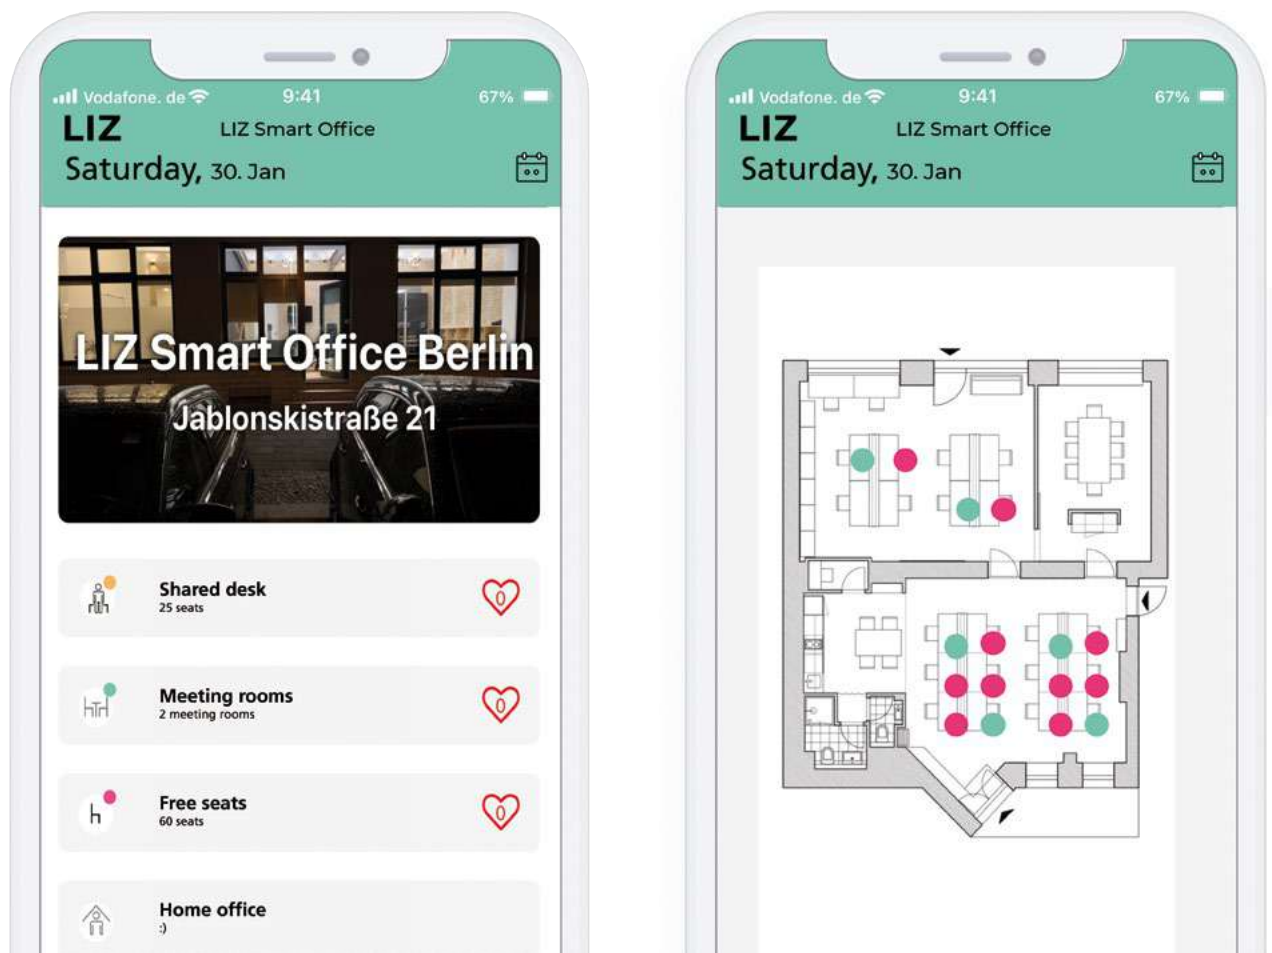 Vodafone. de 9:41 67%
LIZ LIZ Smart Office
Saturday, 30. Jan
LIZ Smart Office Berlin
Jablonskistraße 21
Shared desk
25 seats
0
Meeting rooms
2 meeting rooms
0
Free seats
60 seats
0
Home office
:)
Vodafone. de 9:41 67%
LIZ LIZ Smart Office
Saturday, 30. Jan